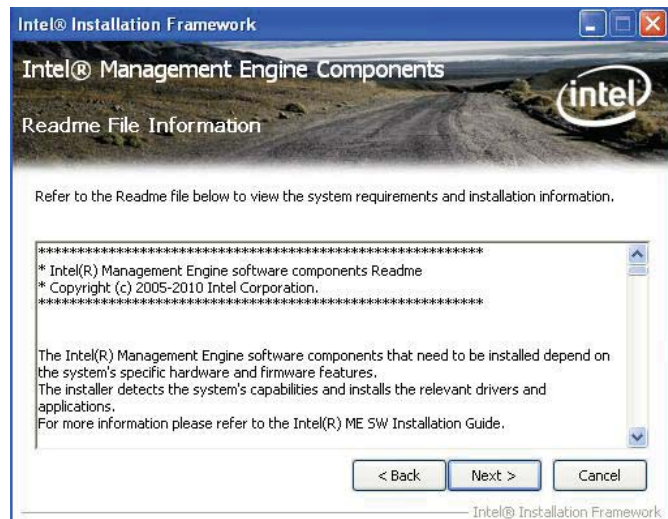 Intel® Installation Framework
Intel® Management Engine Components
intel
Readme File Information
Refer to the Readme file below to view the system requirements and installation information.
*********************************************************
* Intel(R) Management Engine software components Readme
* Copyright (c) 2005-2010 Intel Corporation.
*********************************************************
The Intel(R) Management Engine software components that need to be installed depend on
the system's specific hardware and firmware features.
The installer detects the system's capabilities and installs the relevant drivers and
applications.
For more information please refer to the Intel(R) ME SW Installation Guide.
< Back Next > Cancel
Intel® Installation Framework